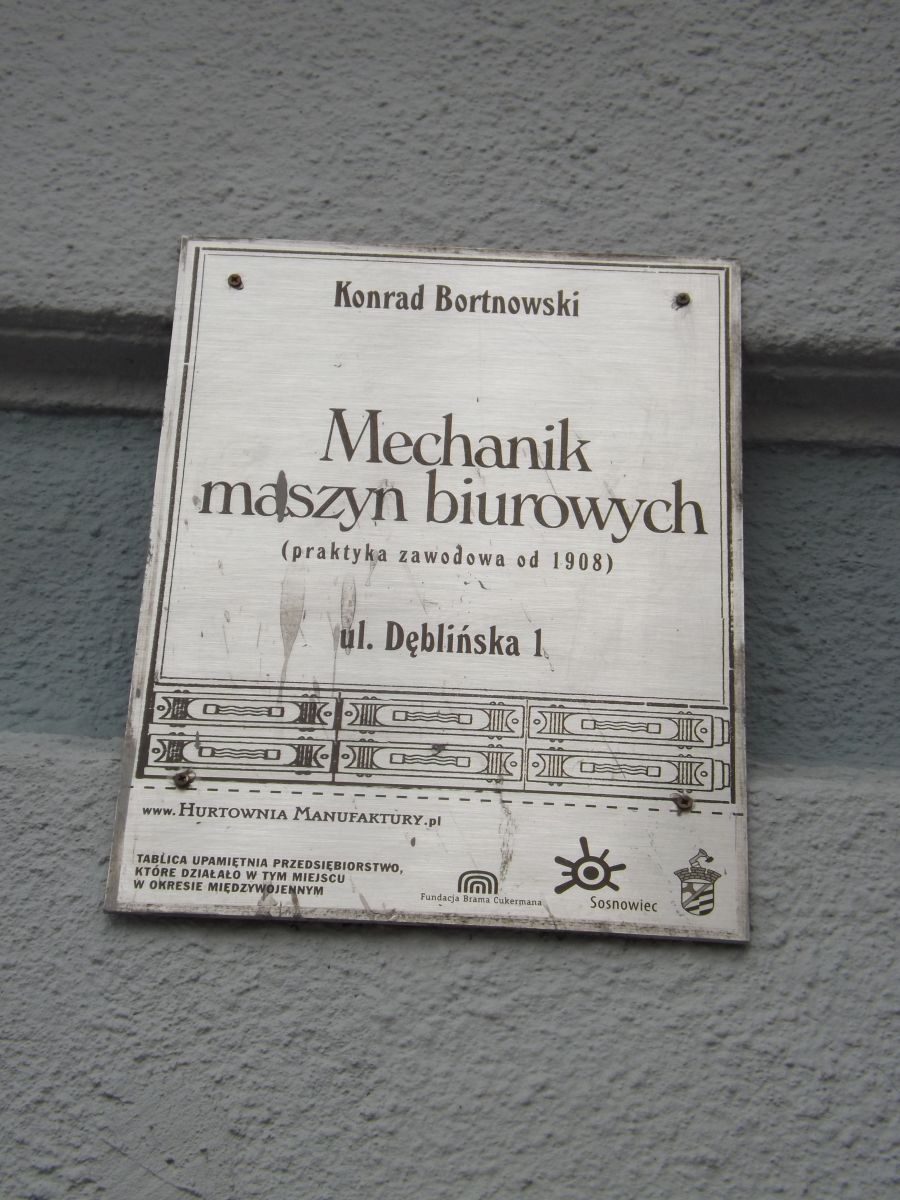 Konrad Bortnowski
Mechanik
maszyn biurowych
(praktyka zawodowa od 1908)
ul. Dęblińska 1
www.Hurtownia Manufaktury.pl
TABLICA UPAMIĘTNIA PRZEDSIĘBIORSTWO,
KTÓRE DZIAŁAŁO W TYM MIEJSCU
W OKRESIE MIĘDZYWOJENNYM
Fundacja Brama Cukermana
Sosnowiec